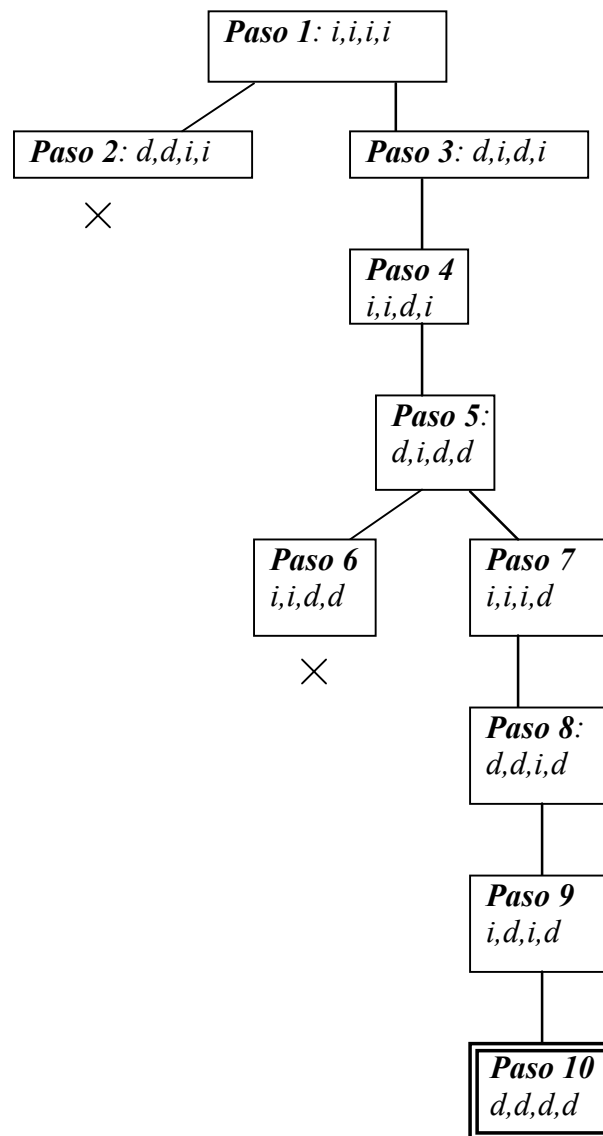 Paso 1: i,i,i,i
Paso 2: d,d,i,i
Paso 3: d,i,d,i
Paso 4
i,i,d,i
Paso 5:
d,i,d,d
Paso 6
i,i,d,d
Paso 7
i,i,i,d
Paso 8:
d,d,i,d
Paso 9
i,d,i,d
Paso 10
d,d,d,d